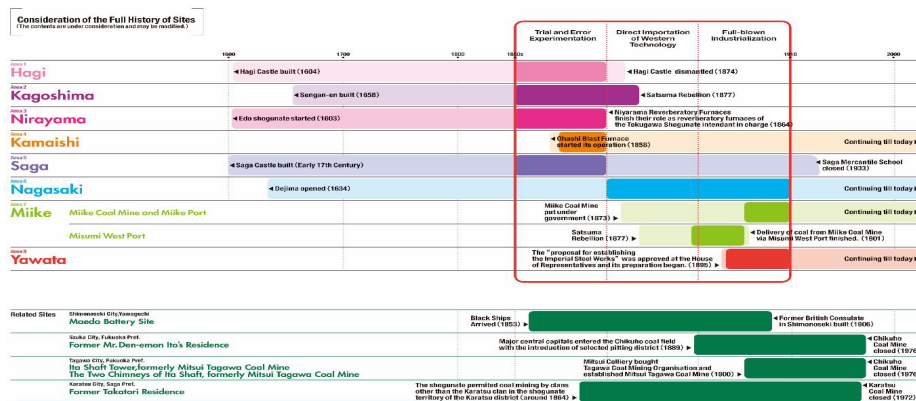 Consideration of the Full History of Sites
(The contents are under consideration and may be modified.)
Trial and Error
Experimentation
Direct Importation
of Western
Technology
Full-blown
Industrialization
1600
1700
1800
1910
2000
Area 1
Hagi
◄Hagi Castle built (1604)
◄Hagi Castle dismantled (1874)
Area 2
Kagoshima
◄Sengan-en built (1658)
◄Satsema Rebellion (1877)
Area 3
Nirayama
◄Edo shogunate started (1603)
◄Niyarama Reverberatory Furnaces
finish their role as reverberatory furnaces of
the Tokugawa Shogunate intendant in charge (1864)
Area 4
Kamaishi
◄Ohashi Blast Furnace
started its operation (1858)
Continuing till today
Area 5
Saga
◄Saga Castle built (Early 17th Century)
◄Saga Mercantile School
closed (1933)
Area 6
Nagasaki
◄Dejima opened (1634)
Continuing till today
Area 7
Miike
Miike Coal Mine and Miike Port
Miike Coal Mine
put under
government (1873) ►
Continuing till today
Misumi West Port
Satsuma
Rebellion (1877) ►
◄Delivery of coal from Miike Coal Mine
via Misumi West Port finished. (1901)
Area 8
Yawata
The "proposal for establishing
the Imperial Steel Works" was approved at the House
of Representatives and its preparation began. (1895) ►
Continuing till today
Related Sites
Shimonoseki City,Yamaguchi
Maeda Battery Site
Black Ships
Arrived (1853) ►
◄Former British Consulate
in Shimonoseki built (1906)
Iizuka City, Fukuoka Pref.
Former Mr. Den-emon Ito's Residence
Major central capitals entered the Chikuho coal field
with the introduction of selected pitting district (1889) ►
◄Chikuho
Coal Mine
closed (1976
Tagawa City, Fukuoka Pref.
Ita Shaft Tower,formerly Mitsui Tagawa Coal Mine
The Two Chimneys of Ita Shaft, formerly Mitsui Tagawa Coal Mine
Mitsui Colliery bought
Tagawa Coal Mining Organisation and
established Mitsui Tagawa Coal Mine (1900) ►
◄Chikuho
Coal Mine
closed (1976
Karatsu City, Saga Pref.
Former Takatori Residence
The shogunate permitted coal mining by clans
other than the Karatsu clan in the shogunate
territory of the Karatsu district (around 1864) ►
◄Karatsu
Coal Mine
closed (1972)